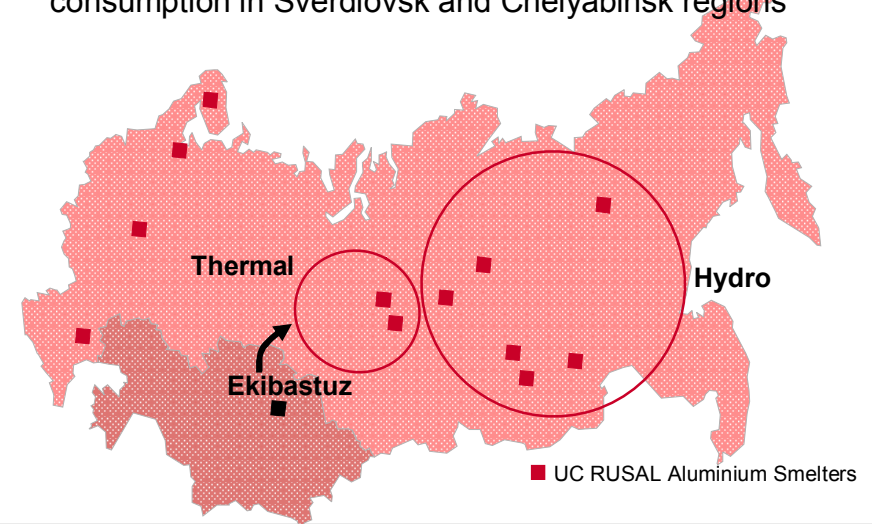 consumption in Sverdlovsk and Chelyabinsk regions
Thermal
Hydro
Ekibastuz
UC RUSAL Aluminium Smelters